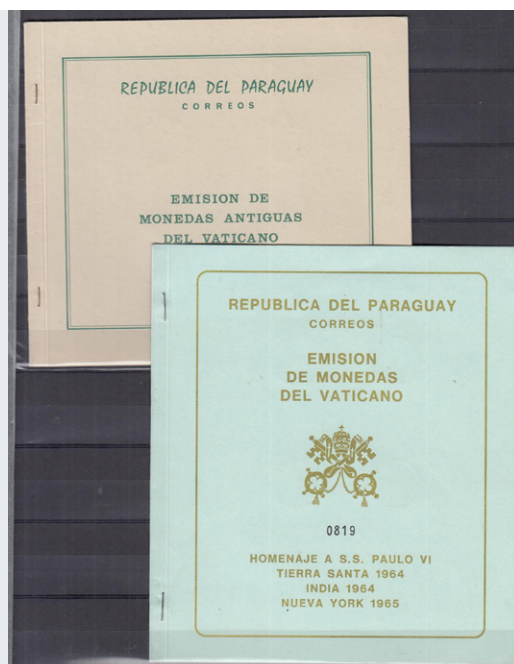 REPUBLICA DEL PARAGUAY
CORREOS
EMISION DE
MONEDAS ANTIGUAS
DEL VATICANO
REPUBLICA DEL PARAGUAY
CORREOS
EMISION
DE MONEDAS
DEL VATICANO
0819
HOMENAJE A S.S. PAULO VI
TIERRA SANTA 1964
INDIA 1964
NUEVA YORK 1965